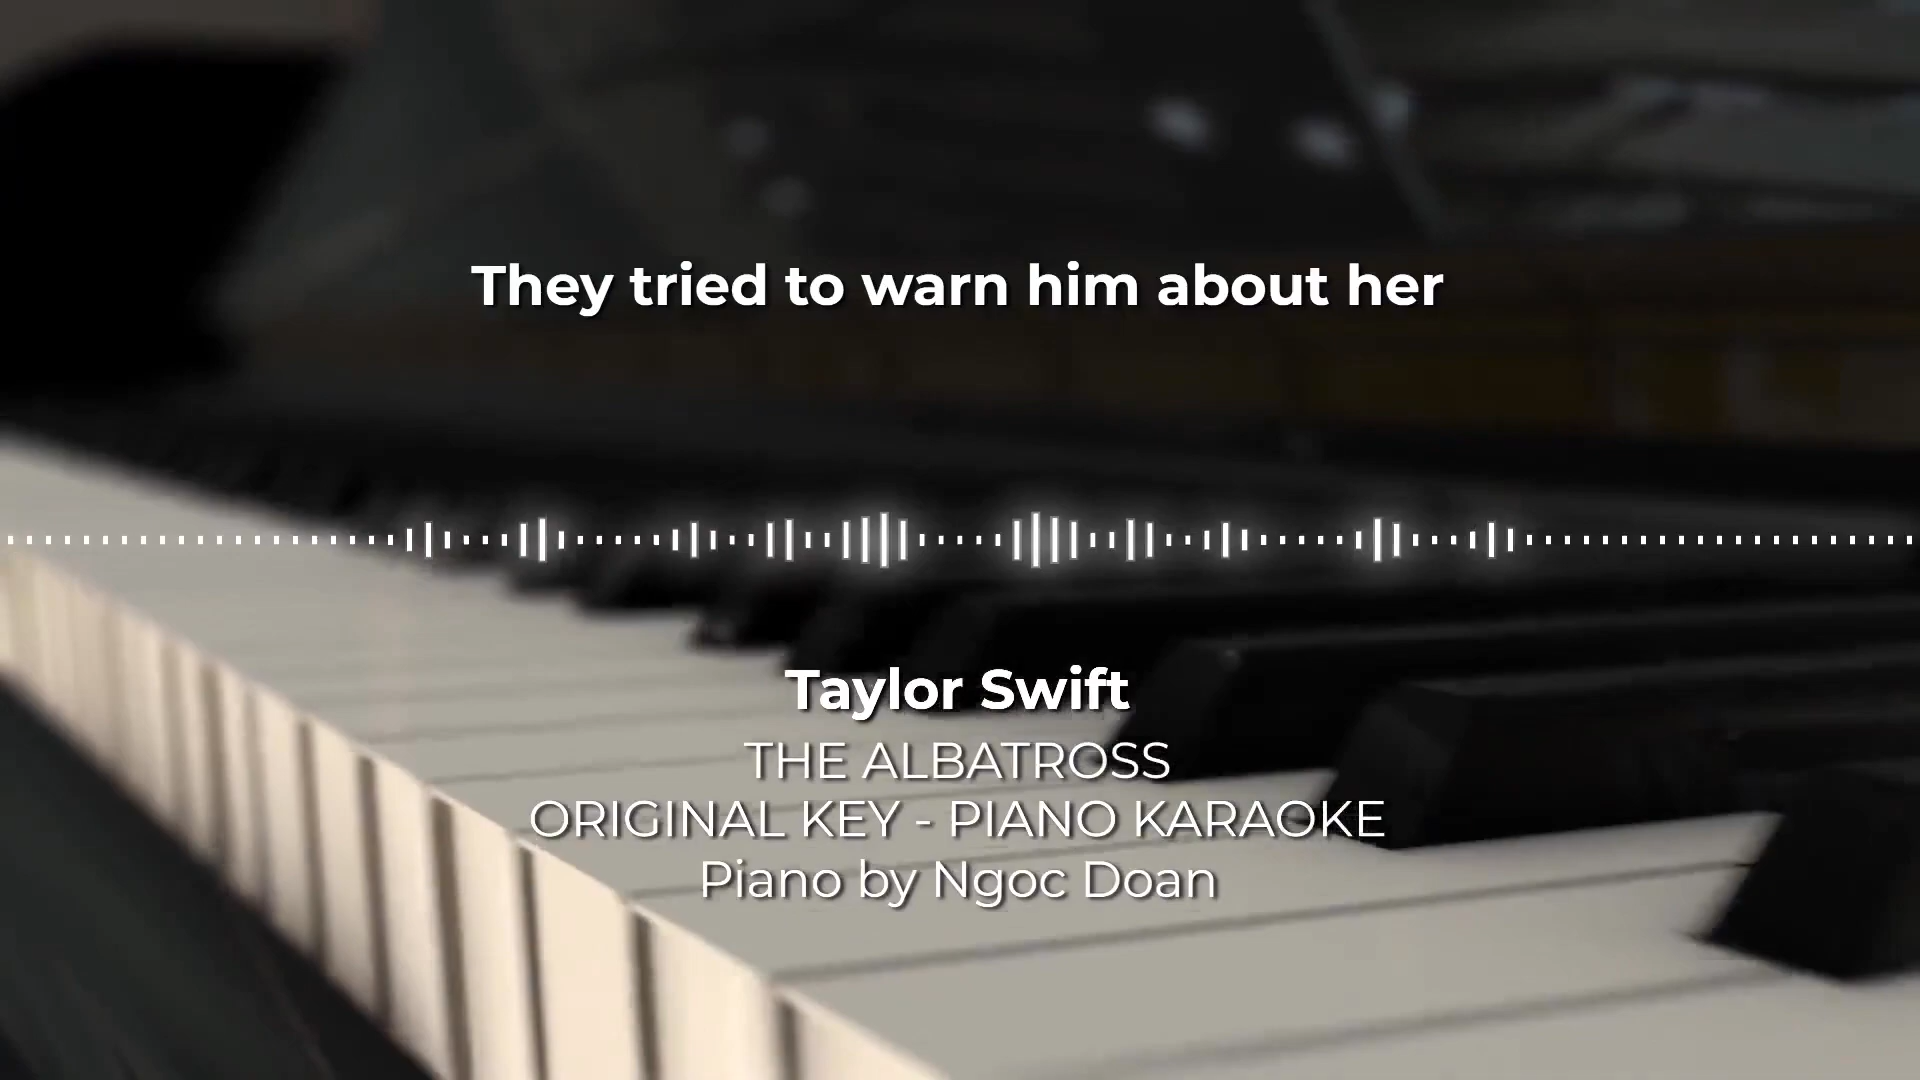 They tried to warn him about her
Taylor Swift
THE ALBATROSS
ORIGINAL KEY - PIANO KARAOKE
Piano by Ngoc Doan